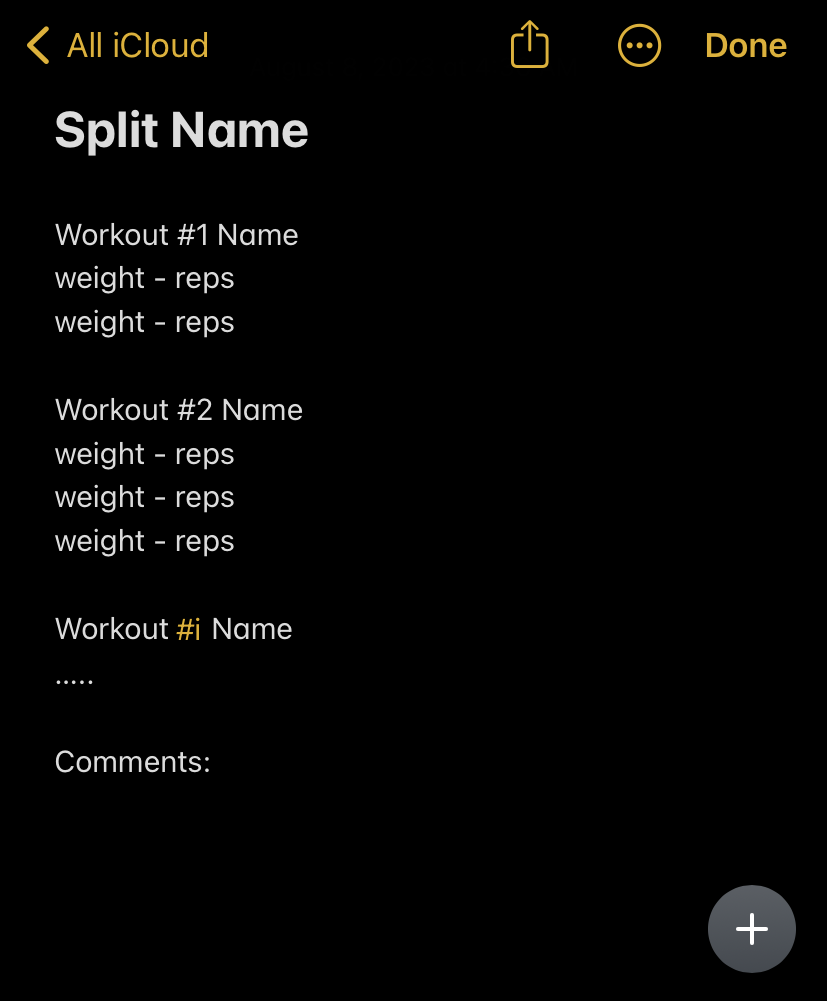 All iCloud
Done
Split Name
Workout #1 Name
weight - reps
weight - reps
Workout #2 Name
weight - reps
weight - reps
weight - reps
Workout #i Name
.....
Comments: